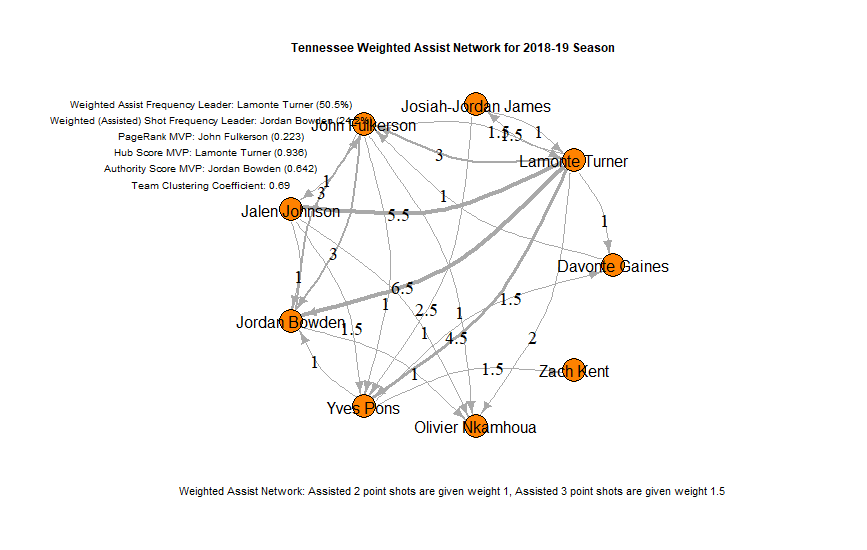 Tennessee Weighted Assist Network for 2018-19 Season
Weighted Assist Frequency Leader: Lamonte Turner (50.5%)
Weighted (Assisted) Shot Frequency Leader: Jordan Bowden (24.2%)
PageRank MVP: John Fulkerson (0.223)
Hub Score MVP: Lamonte Turner (0.936)
Authority Score MVP: Jordan Bowden (0.642)
Team Clustering Coefficient: 0.69
Josiah-Jordan James
John Fulkerson
1.5
1.5
1
3
Lamonte Turner
1
3
1
Jalen Johnson
5.5
1
3
Davonte Gaines
1
6.5
1.5
Jordan Bowden
1
2.5
1
1.5
1
4.5
2
1
1
1.5
Zach Kent
Yves Pons
Olivier Nkamhoua
Weighted Assist Network: Assisted 2 point shots are given weight 1, Assisted 3 point shots are given weight 1.5